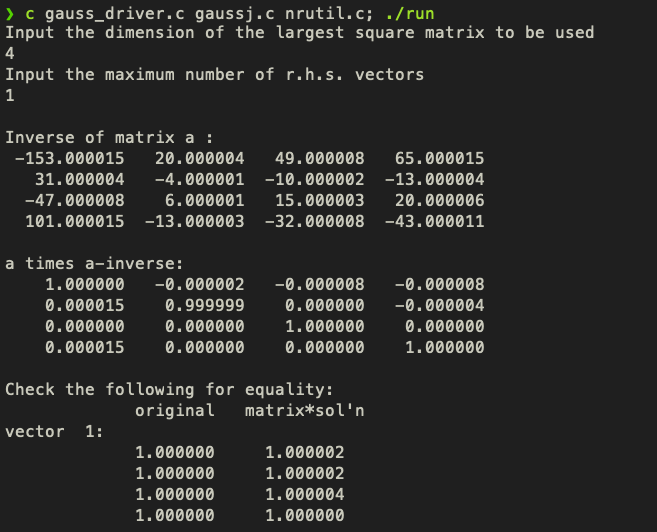 ❯ c gauss_driver.c gaussj.c nrutil.c; ./run
Input the dimension of the largest square matrix to be used
4
Input the maximum number of r.h.s. vectors
1
Inverse of matrix a :
-153.000015 20.000004 49.000008 65.000015
31.000004 -4.000001 -10.000002 -13.000004
-47.000008 6.000001 15.000003 20.000006
101.000015 -13.000003 -32.000008 -43.000011
a times a-inverse:
1.000000 -0.000002 -0.000008 -0.000008
0.000015 0.999999 0.000000 -0.000004
0.000000 0.000000 1.000000 0.000000
0.000015 0.000000 0.000000 1.000000
Check the following for equality:
original matrix*sol'n
vector 1:
1.000000 1.000002
1.000000 1.000002
1.000000 1.000004
1.000000 1.000000